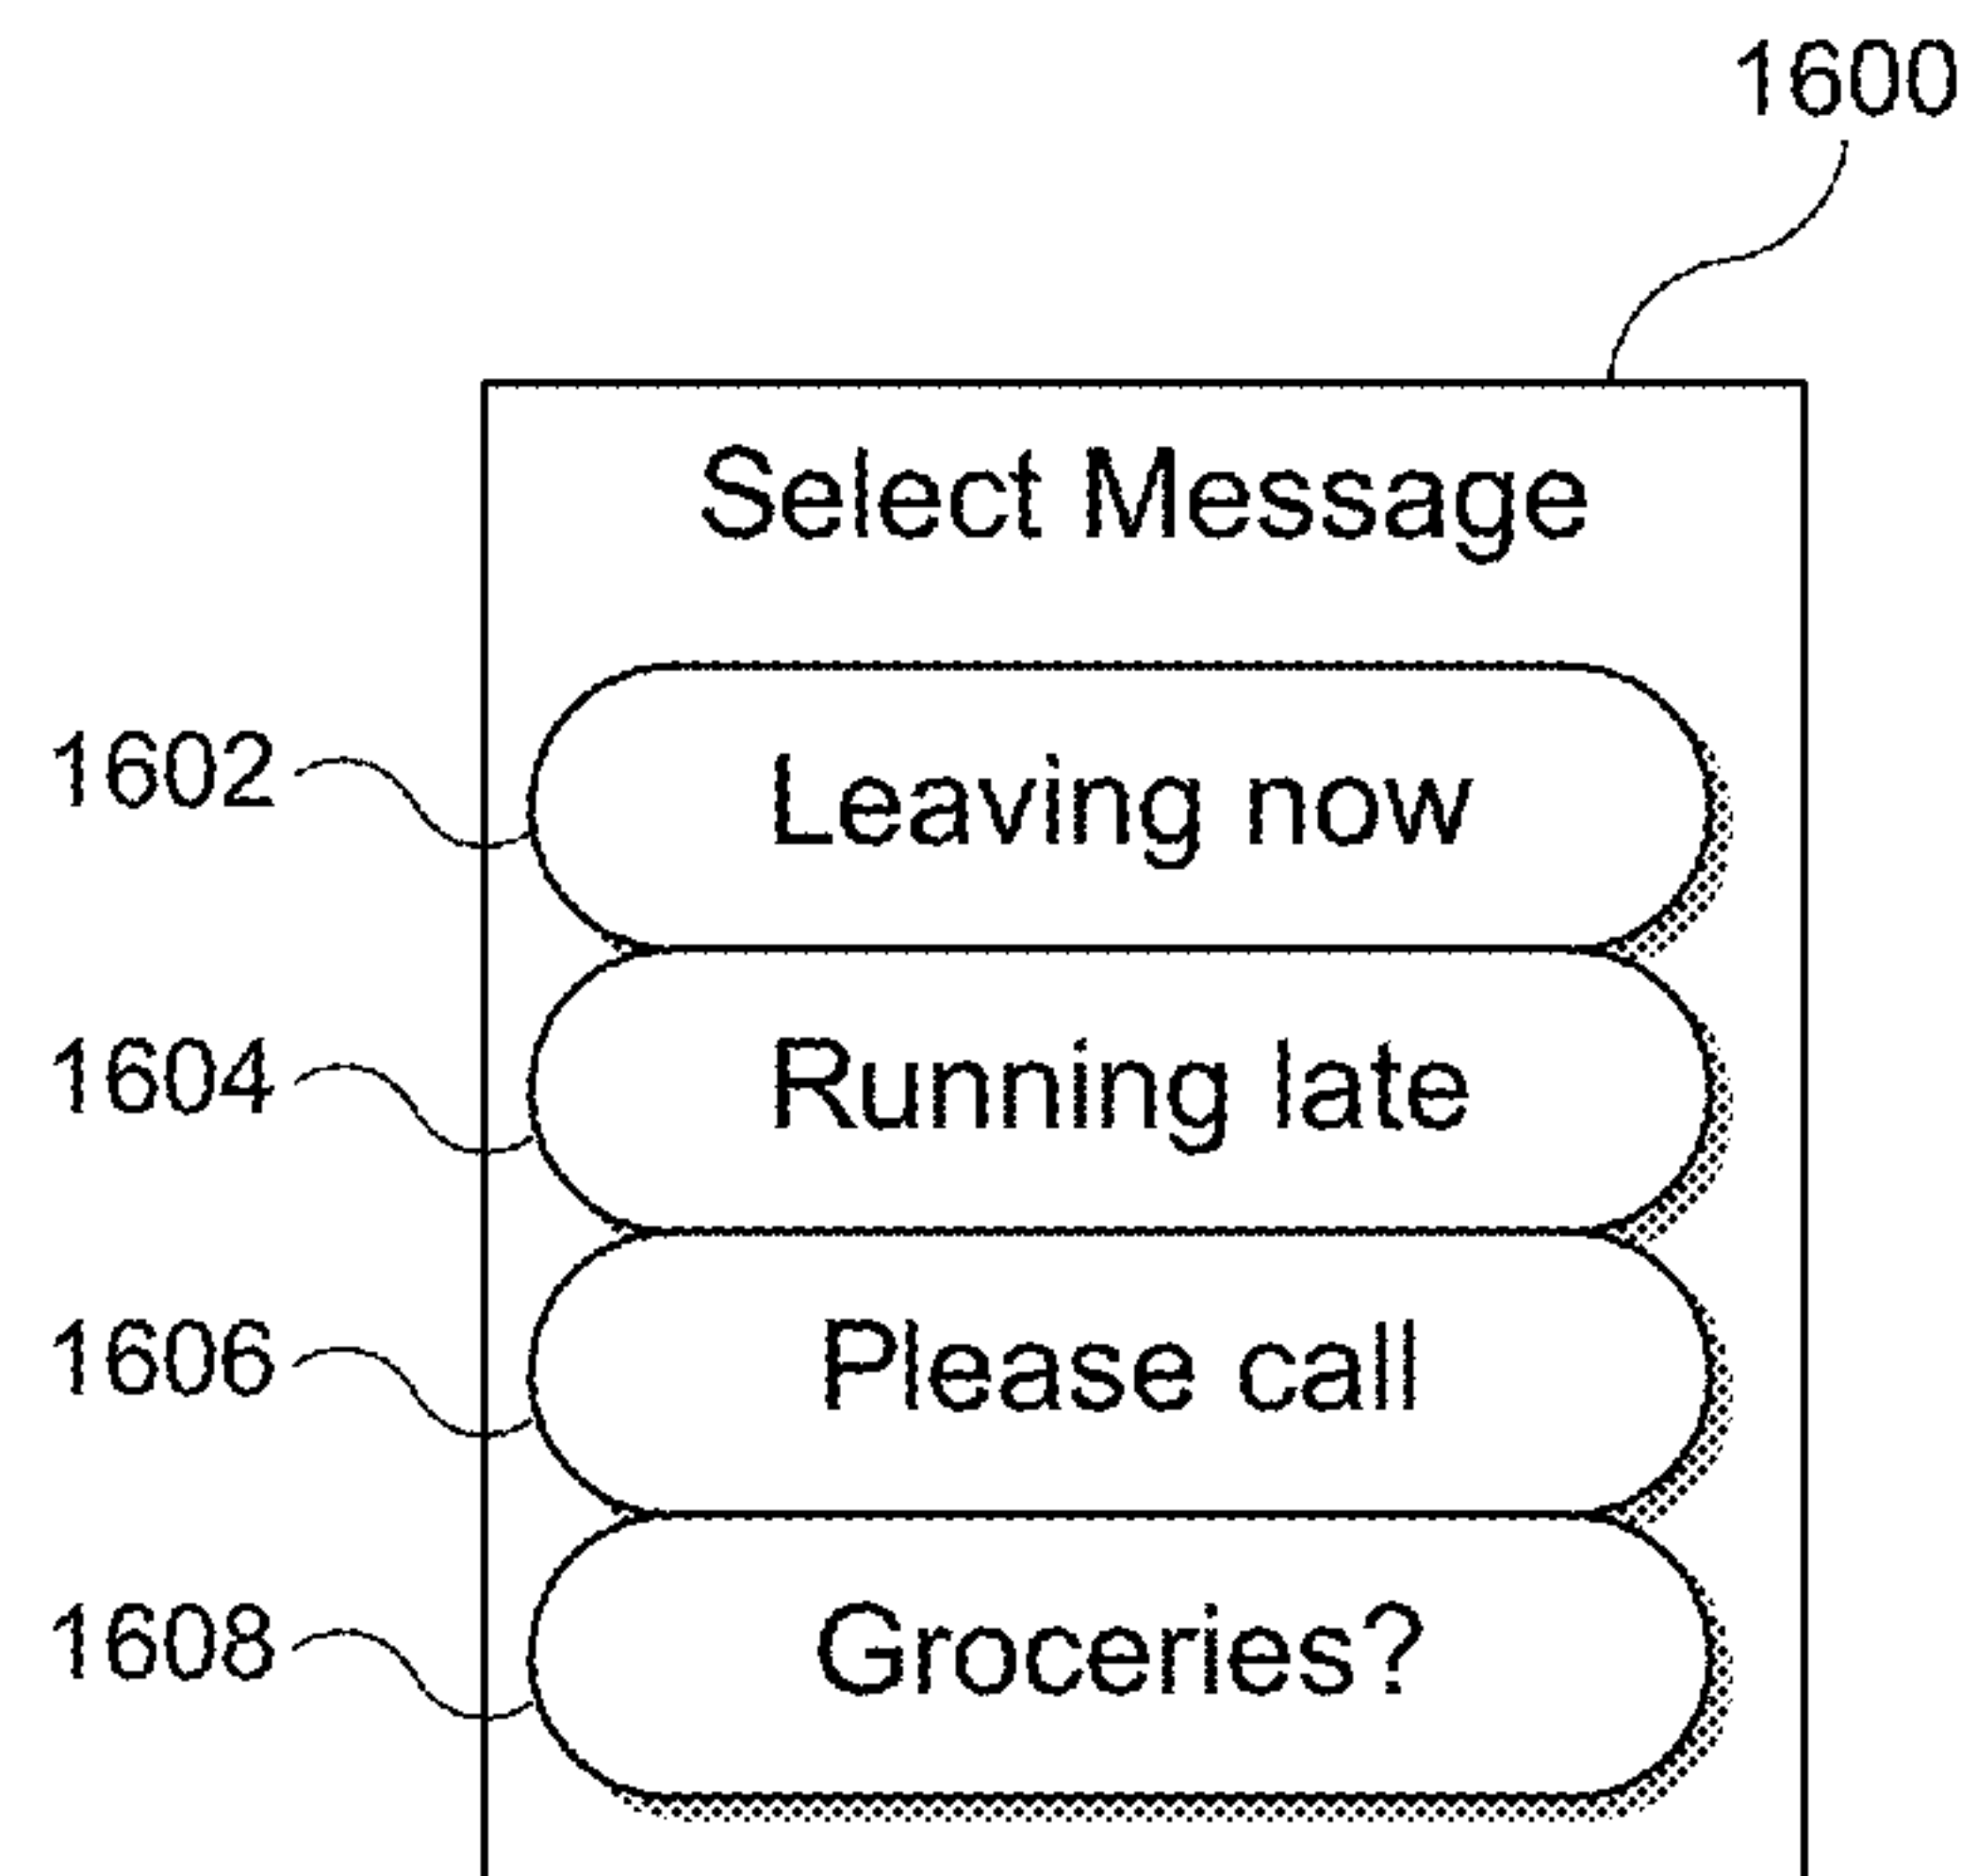 1600
Select Message
1602 Leaving now
1604 Running late
1606 Please call
1608 Groceries?